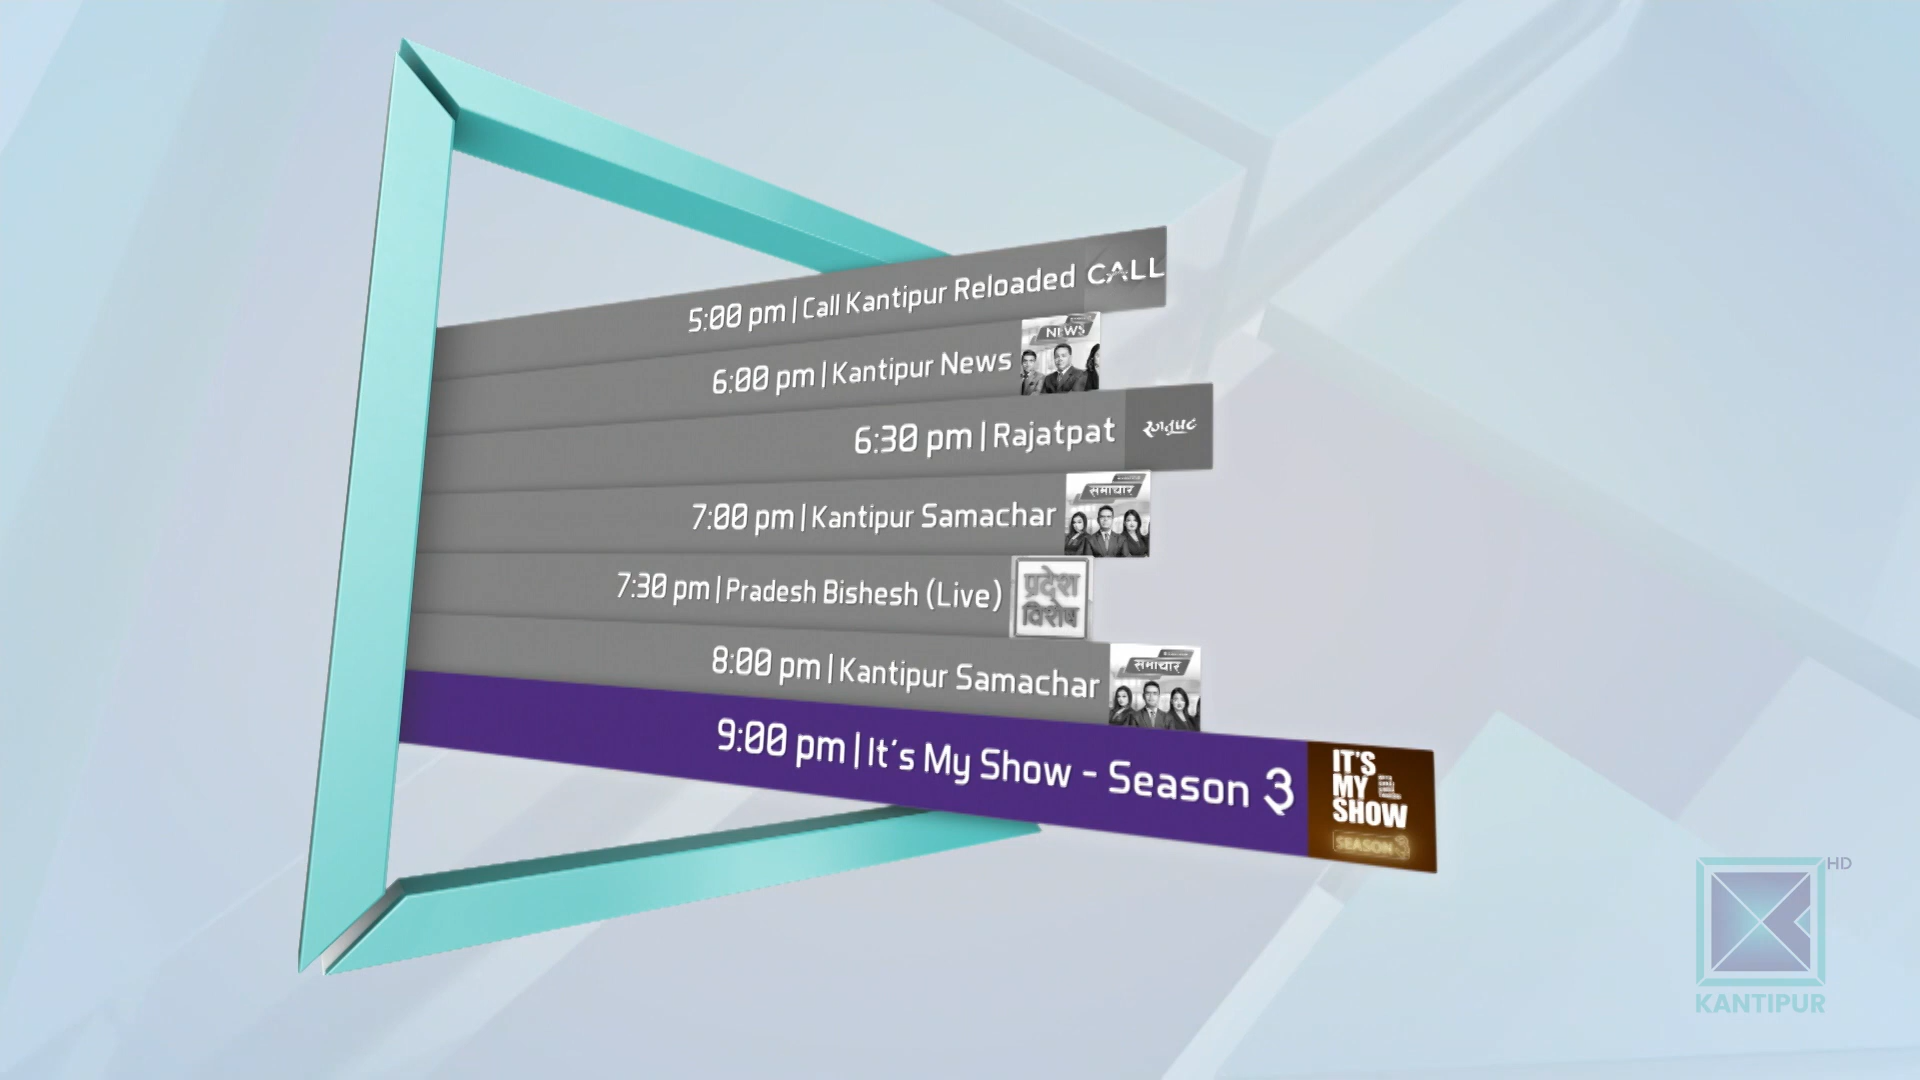 5:00 pm | Call Kantipur Reloaded CALL
6:00 pm | Kantipur News NEWS
6:30 pm | Rajatpat रजतपट
7:00 pm | Kantipur Samachar समाचार
7:30 pm | Pradesh Bishesh (Live) प्रदेश विशेष
8:00 pm | Kantipur Samachar समाचार
9:00 pm | It's My Show - Season 3
IT'S
MY
SHOW
SEASON 3
HD
KANTIPUR